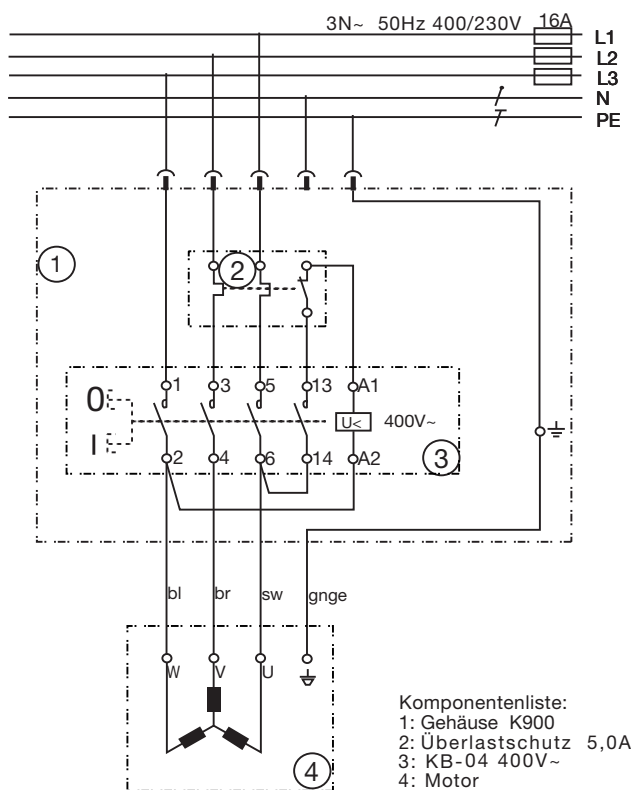 3N~ 50Hz 400/230V 16A
L1
L2
L3
N
PE
1
2
1 3 5 13 A1
0
I
U< 400V~
2 4 6 14 A2
3
bl br sw gnge
W V U
4
Komponentenliste:
1: Gehäuse K900
2: Überlastschutz 5,0A
3: KB-04 400V~
4: Motor